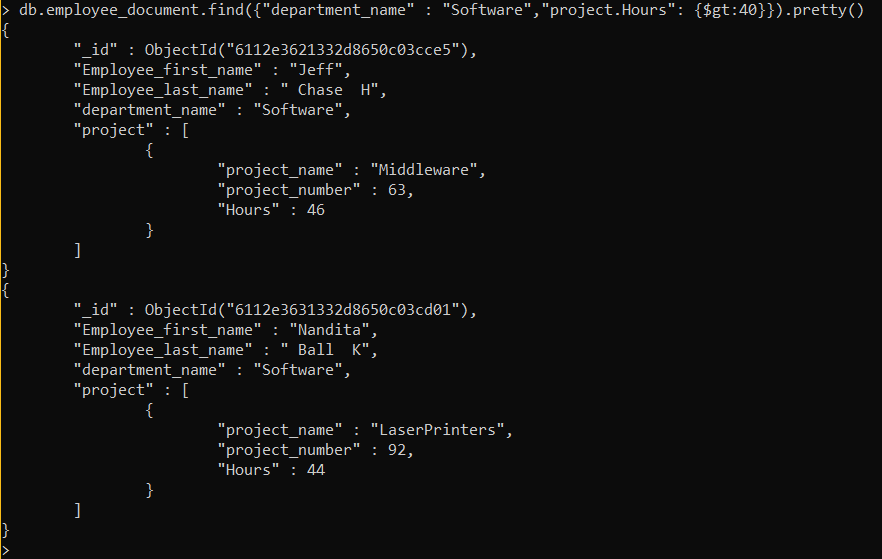 > db.employee_document.find({"department_name" : "Software","project.Hours": {$gt:40}}).pretty()
{
        "_id" : ObjectId("6112e3621332d8650c03cce5"),
        "Employee_first_name" : "Jeff",
        "Employee_last_name" : " Chase  H",
        "department_name" : "Software",
        "project" : [
                {
                        "project_name" : "Middleware",
                        "project_number" : 63,
                        "Hours" : 46
                }
        ]
}
{
        "_id" : ObjectId("6112e3631332d8650c03cd01"),
        "Employee_first_name" : "Nandita",
        "Employee_last_name" : " Ball  K",
        "department_name" : "Software",
        "project" : [
                {
                        "project_name" : "LaserPrinters",
                        "project_number" : 92,
                        "Hours" : 44
                }
        ]
}
>